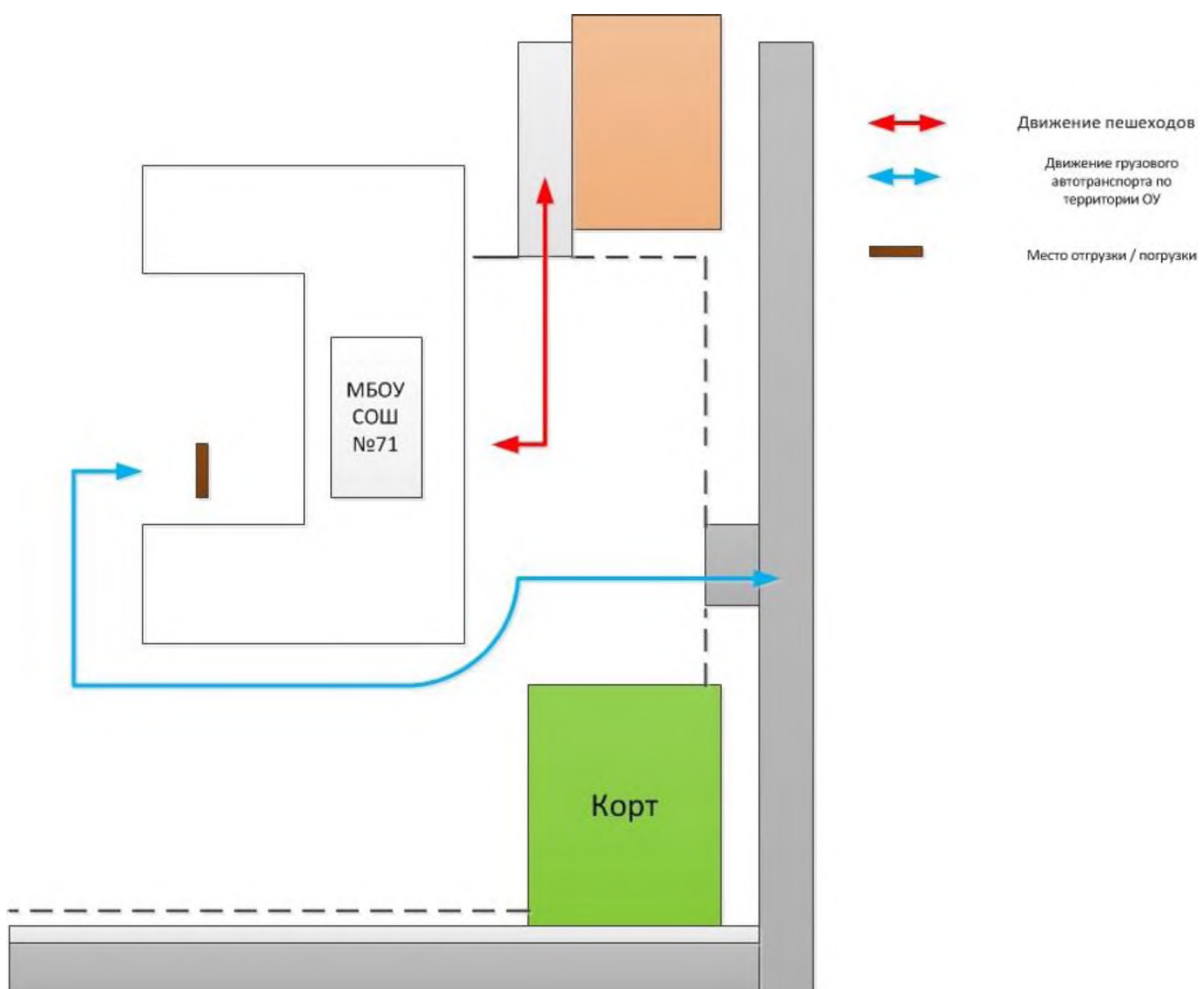 Движение пешеходов
Движение грузового
автотранспорта по
территории ОУ
Место отгрузки / погрузки
МБОУ
СОШ
№71
Корт